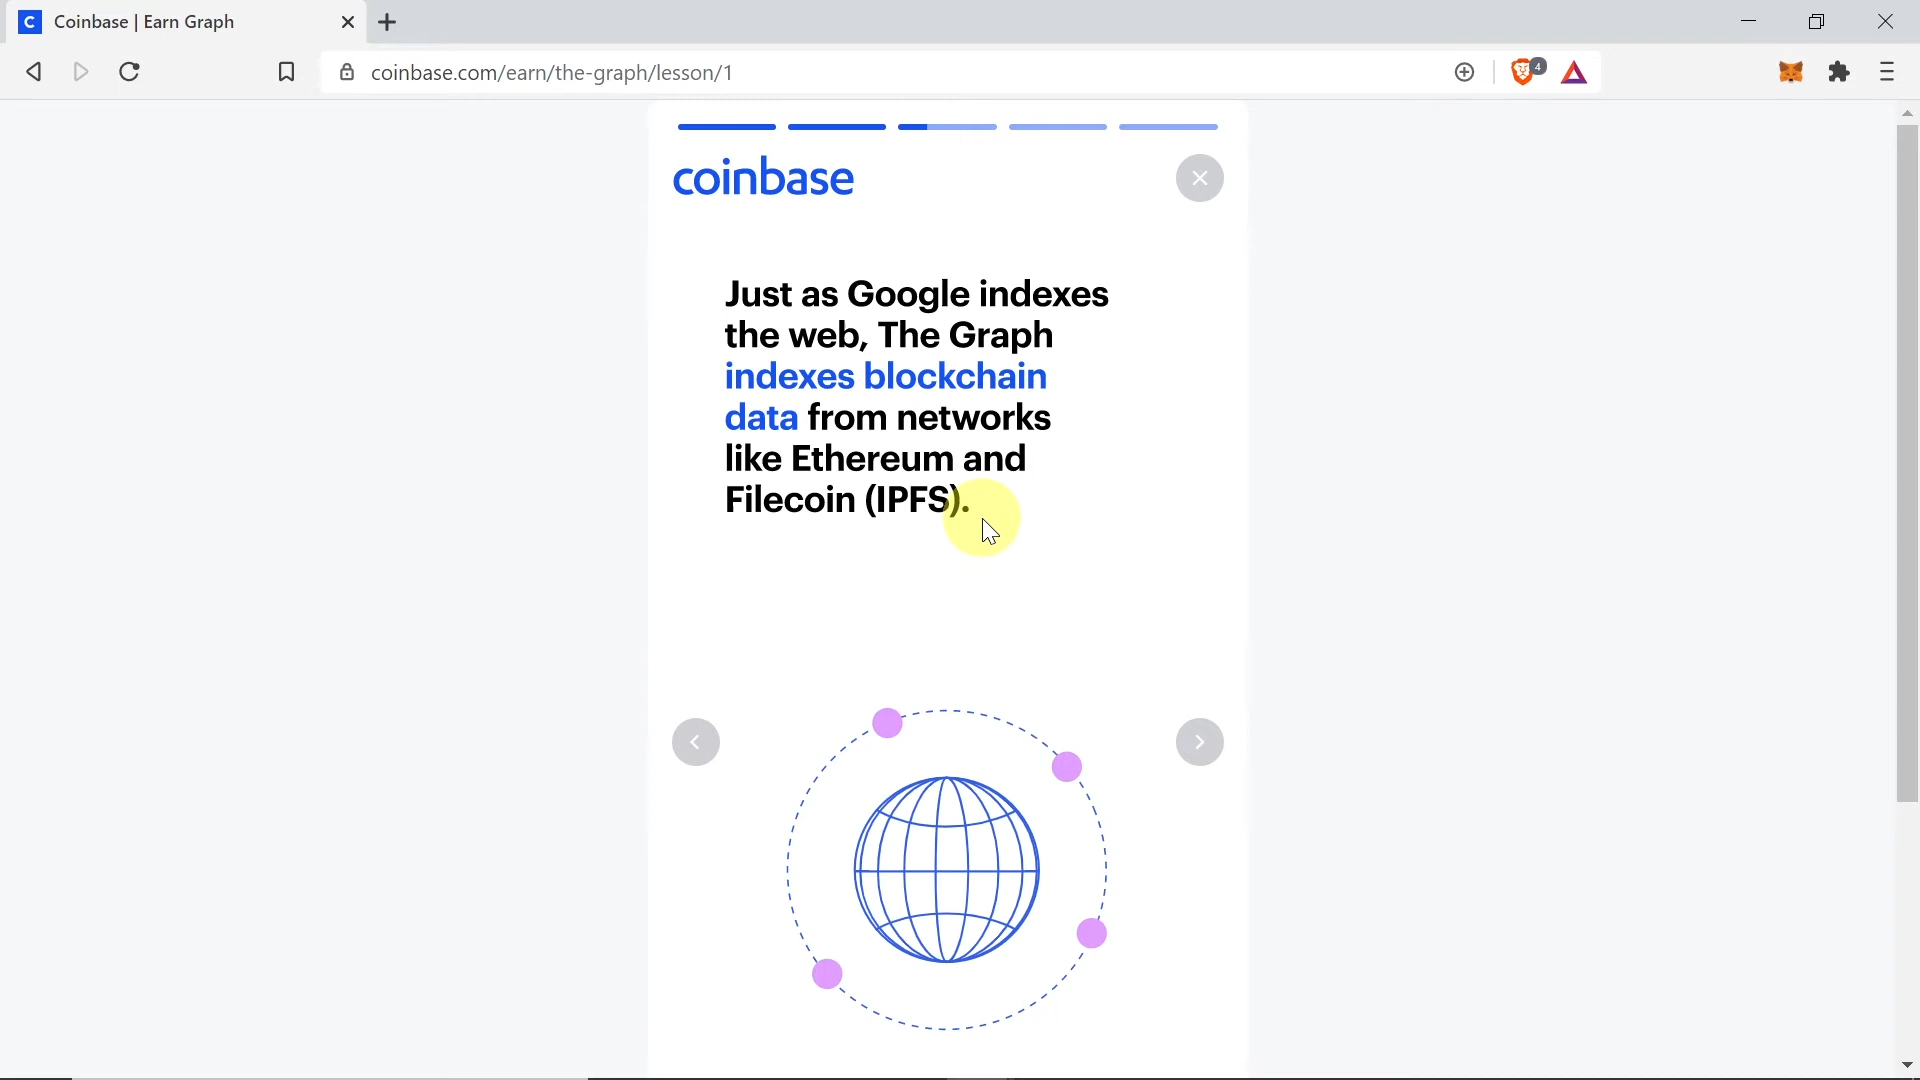 Coinbase | Earn Graph
coinbase.com/earn/the-graph/lesson/1
4
coinbase
Just as Google indexes
the web, The Graph
indexes blockchain
data from networks
like Ethereum and
Filecoin (IPFS).